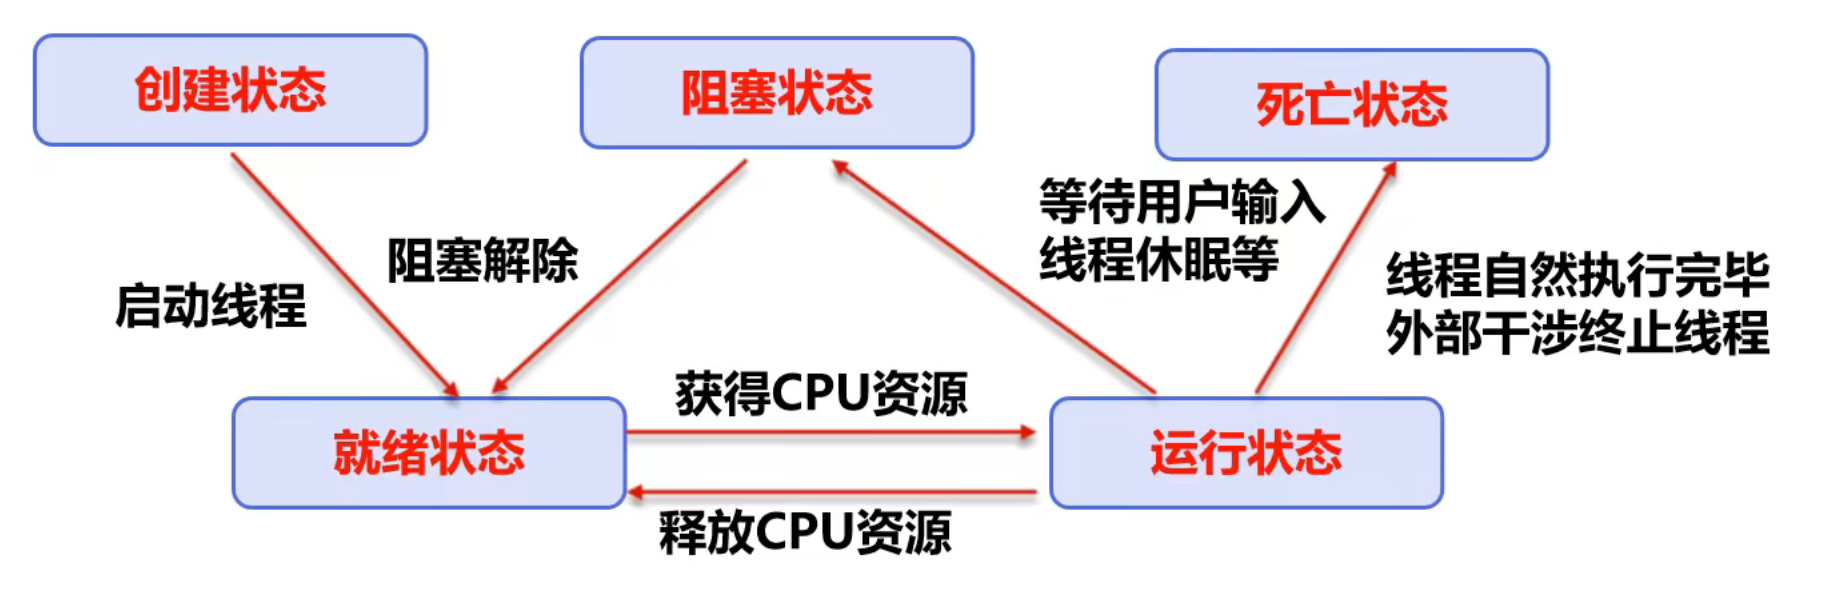 创建状态
阻塞状态
死亡状态
等待用户输入
线程休眠等
阻塞解除
启动线程
线程自然执行完毕
外部干涉终止线程
获得CPU资源
就绪状态
运行状态
释放CPU资源